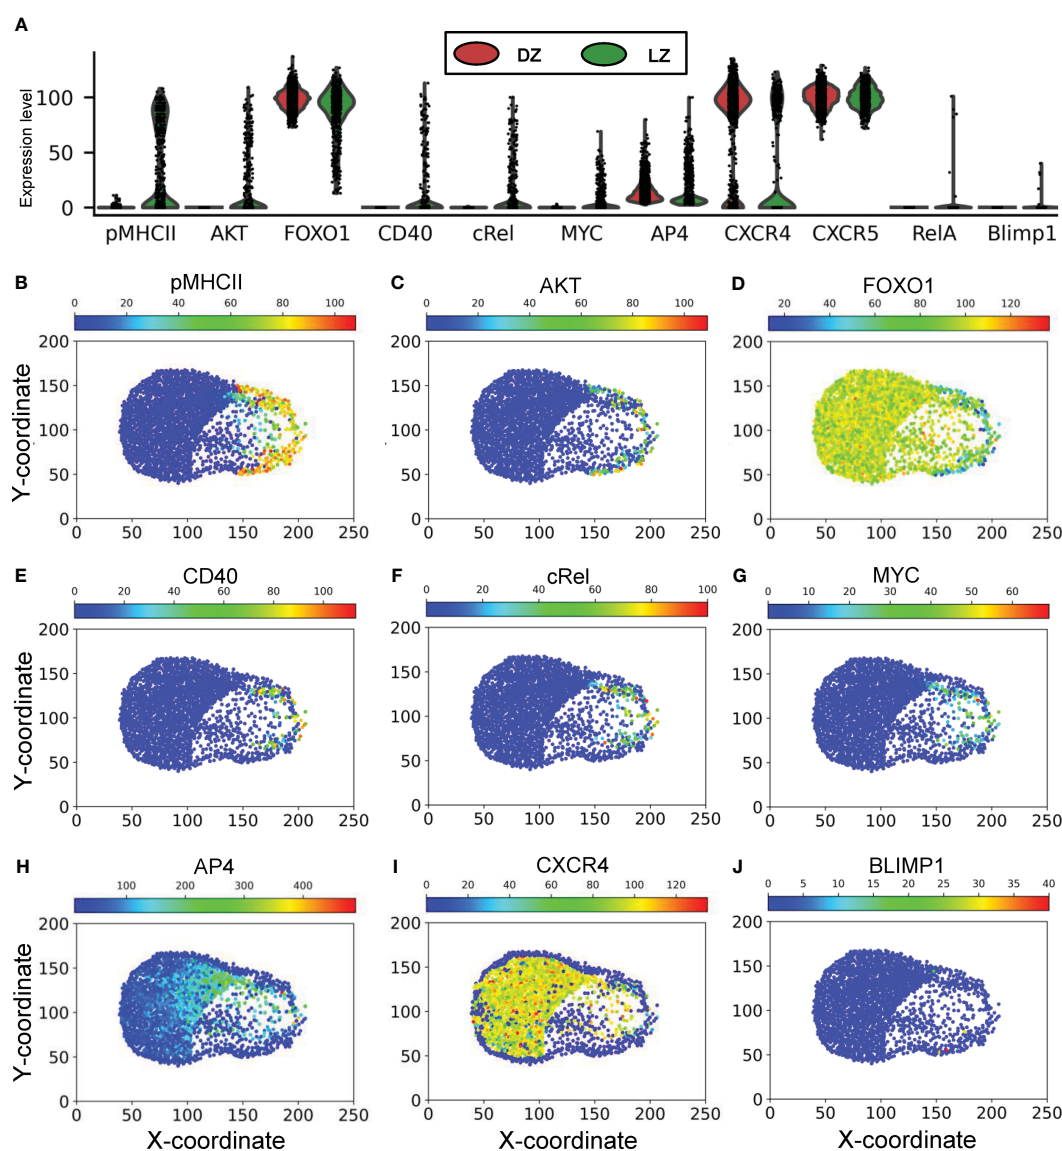 A
DZ LZ
Expression level
100
50
0
pMHCII AKT FOXO1 CD40 cRel MYC AP4 CXCR4 CXCR5 RelA Blimp1
B pMHCII C AKT D FOXO1
0 20 40 60 80 100 0 20 40 60 80 100 20 40 60 80 100 120
Y-coordinate
200 200 200
150 150 150
100 100 100
50 50 50
0 0 0
0 50 100 150 200 250 0 50 100 150 200 250 0 50 100 150 200 250
E CD40 F cRel G MYC
0 20 40 60 80 100 0 20 40 60 80 100 0 10 20 30 40 50 60
Y-coordinate
200 200 200
150 150 150
100 100 100
50 50 50
0 0 0
0 50 100 150 200 250 0 50 100 150 200 250 0 50 100 150 200 250
H AP4 I CXCR4 J BLIMP1
100 200 300 400 0 20 40 60 80 100 120 0 5 10 15 20 25 30 35 40
Y-coordinate
200 200 200
150 150 150
100 100 100
50 50 50
0 0 0
0 50 100 150 200 250 0 50 100 150 200 250 0 50 100 150 200 250
X-coordinate X-coordinate